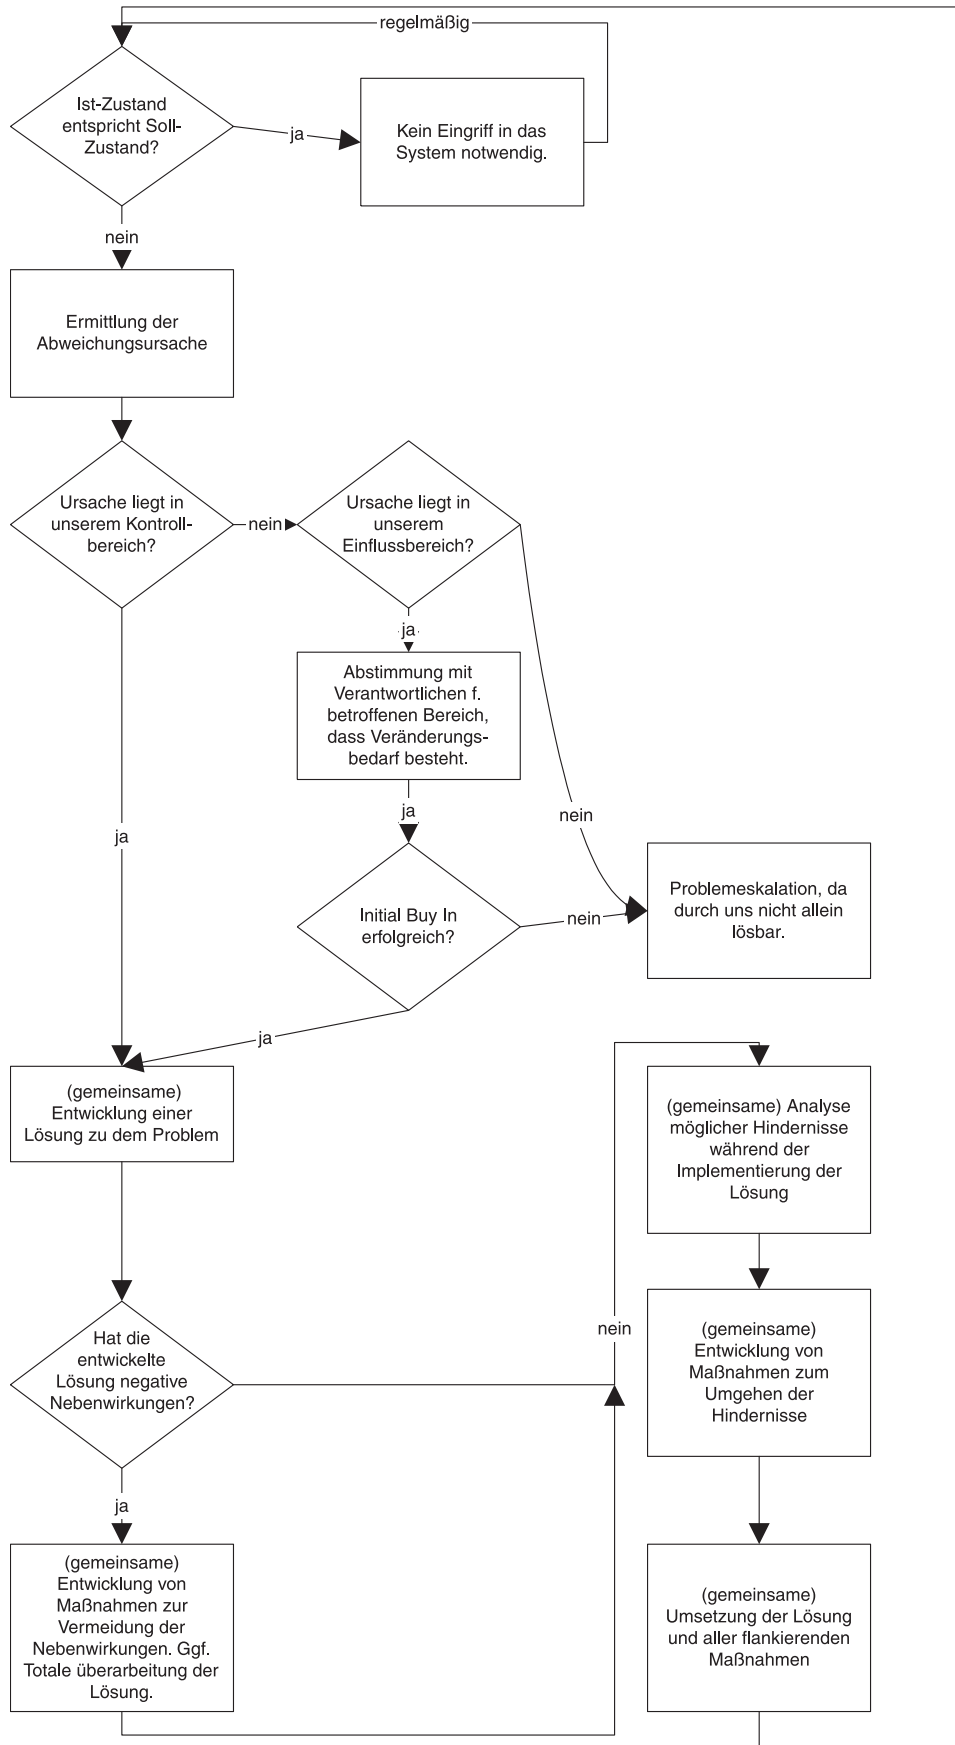 regelmäßig
Ist-Zustand
entspricht Soll-
Zustand?
ja
Kein Eingriff in das
System notwendig.
nein
Ermittlung der
Abweichungsursache
Ursache liegt in
unserem Kontroll-
bereich?
nein
Ursache liegt in
unserem
Einflussbereich?
ja
Abstimmung mit
Verantwortlichen f.
betroffenen Bereich,
dass Veränderungs-
bedarf besteht.
ja
nein
ja
Initial Buy In
erfolgreich?
nein
Problemeskalation, da
durch uns nicht allein
lösbar.
ja
(gemeinsame)
Entwicklung einer
Lösung zu dem Problem
(gemeinsame) Analyse
möglicher Hindernisse
während der
Implementierung der
Lösung
Hat die
entwickelte
Lösung negative
Nebenwirkungen?
nein
(gemeinsame)
Entwicklung von
Maßnahmen zum
Umgehen der
Hindernisse
ja
(gemeinsame)
Entwicklung von
Maßnahmen zur
Vermeidung der
Nebenwirkungen. Ggf.
Totale überarbeitung der
Lösung.
(gemeinsame)
Umsetzung der Lösung
und aller flankierenden
Maßnahmen